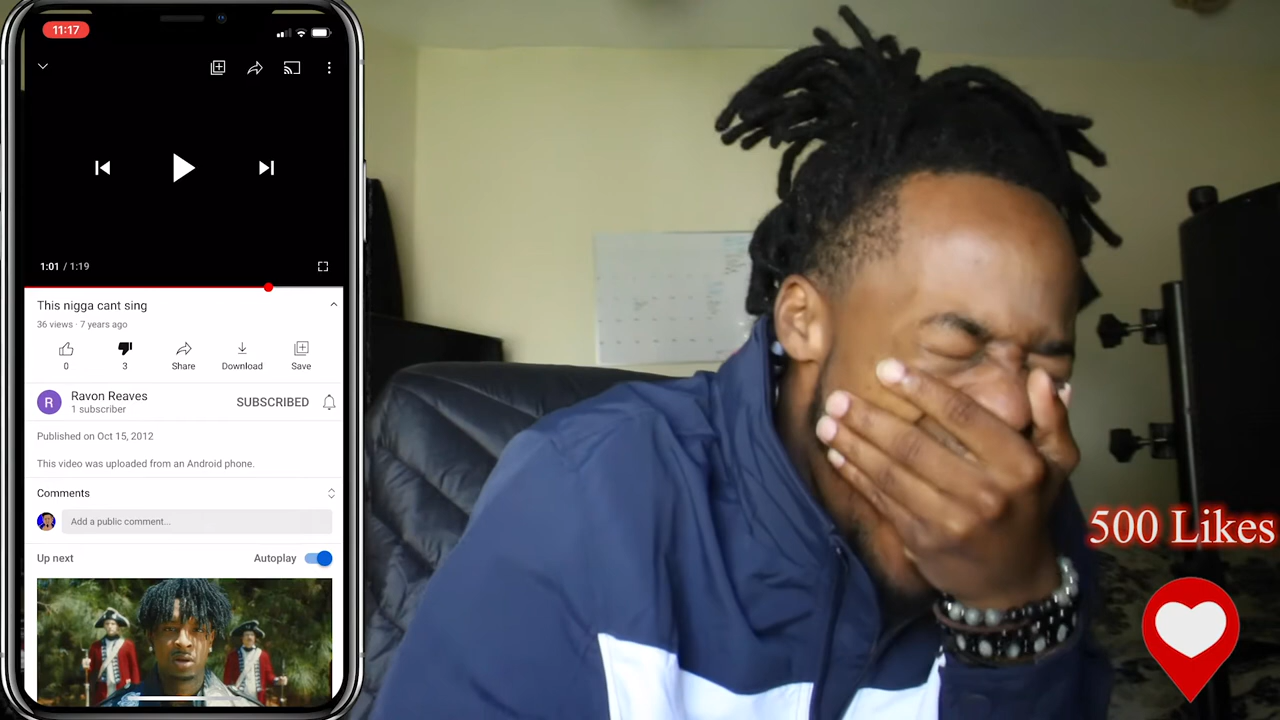 11:17
1:01 / 1:19
This nigga cant sing
36 views · 7 years ago
0
3
Share
Download
Save
R
Ravon Reaves
1 subscriber
SUBSCRIBED
Published on Oct 15, 2012
This video was uploaded from an Android phone.
Comments
Add a public comment...
Up next
Autoplay
500 Likes